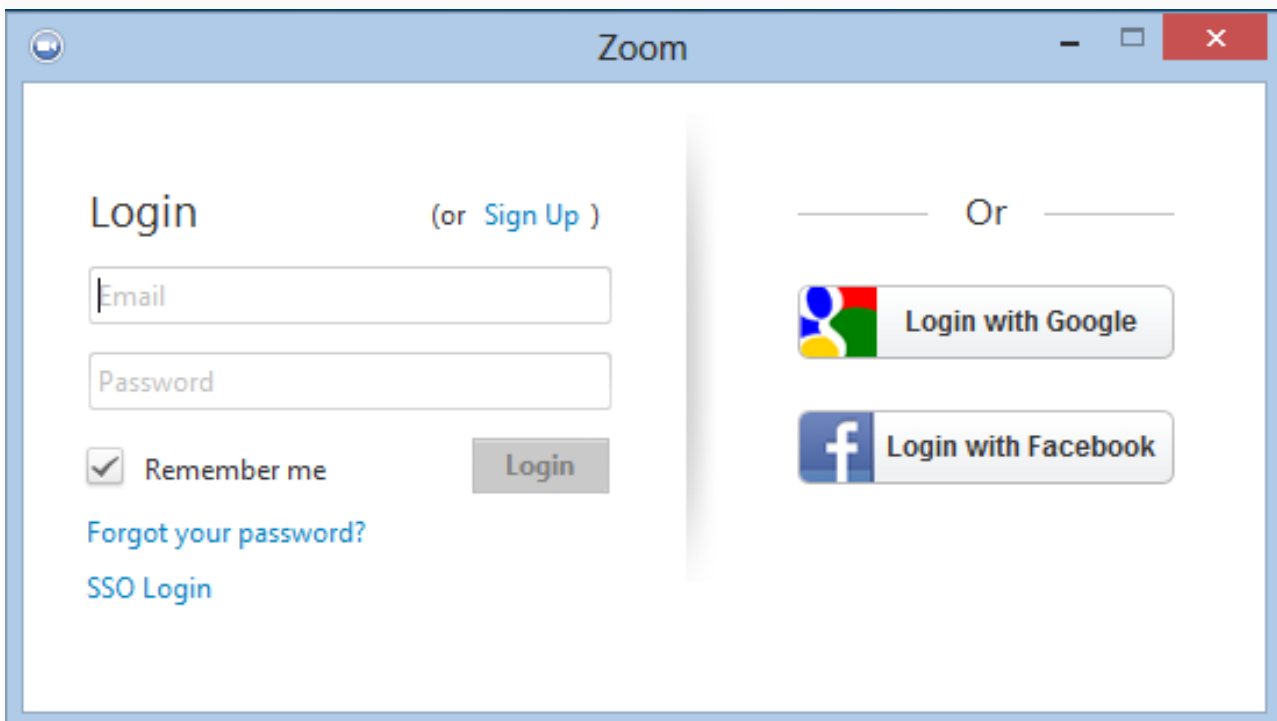 Zoom
Login (or Sign Up )
Email
Password
Remember me Login
Forgot your password?
SSO Login
Or
Login with Google
Login with Facebook